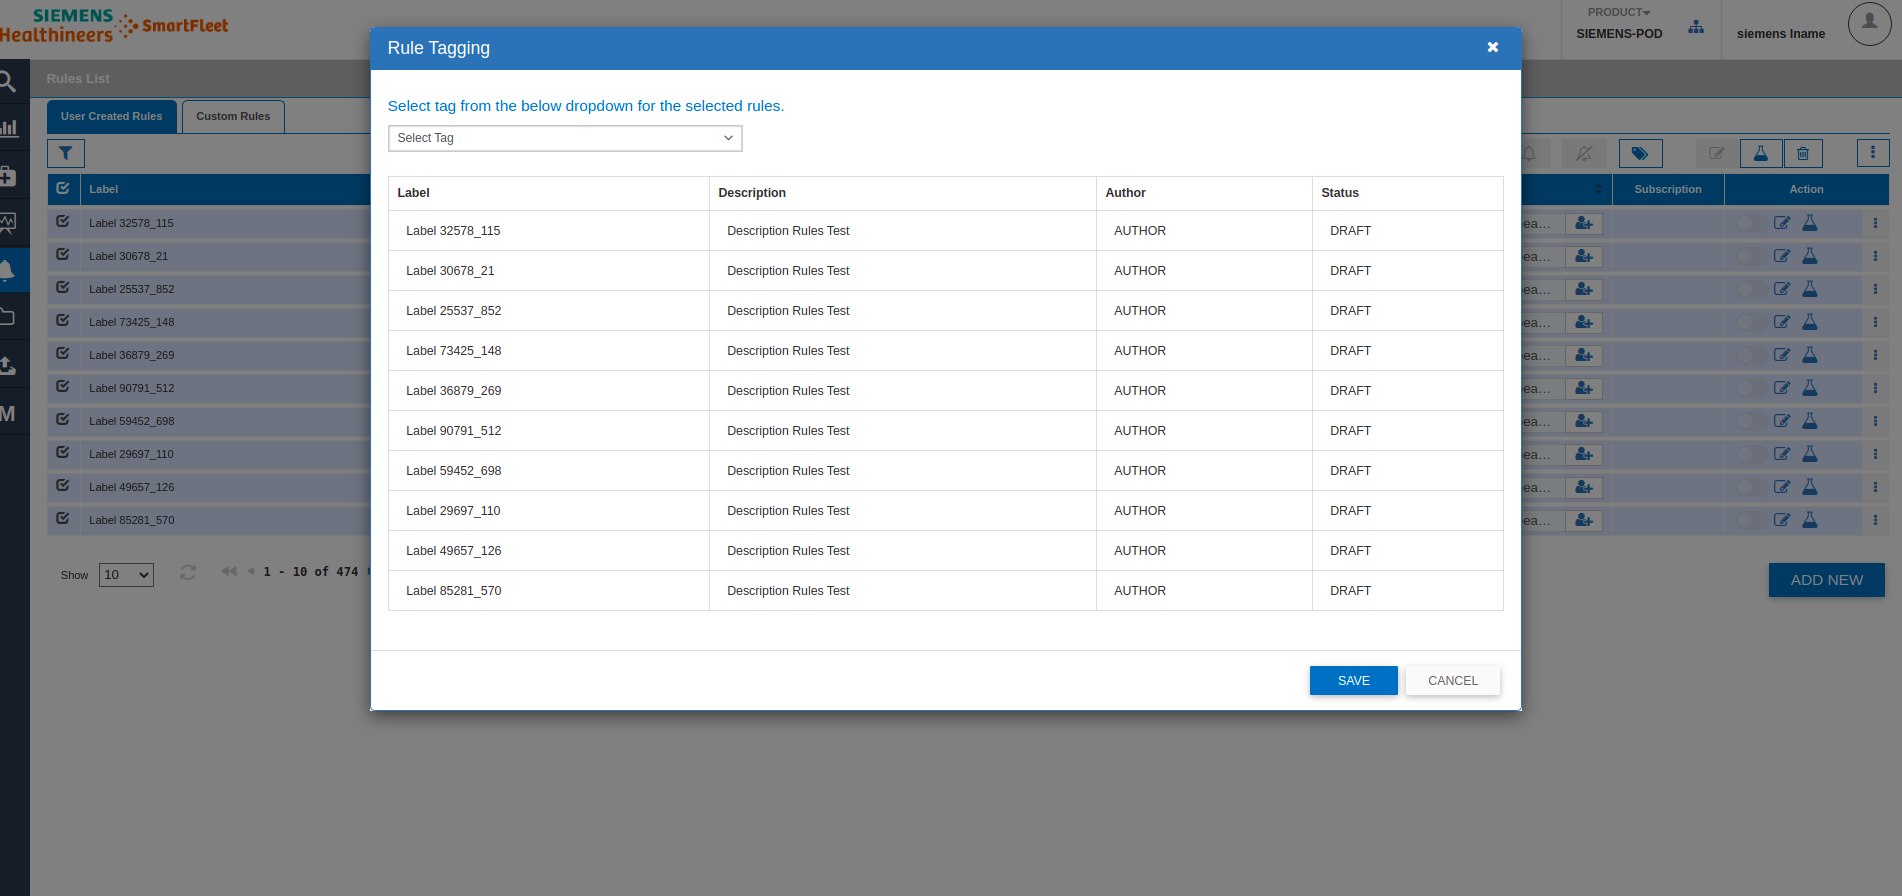 SIEMENS
Healthineers
SmartFleet
PRODUCT
SIEMENS-POD
siemens lname
Rules List
User Created Rules
Custom Rules
Label
Subscription
Action
Label 32578_115
Label 30678_21
Label 25537_852
Label 73425_148
Label 36879_269
Label 90791_512
Label 59452_698
Label 29697_110
Label 49657_126
Label 85281_570
M
Show 10 1 - 10 of 474
ADD NEW
Rule Tagging
Select tag from the below dropdown for the selected rules.
Select Tag
Label Description Author Status
Label 32578_115 Description Rules Test AUTHOR DRAFT
Label 30678_21 Description Rules Test AUTHOR DRAFT
Label 25537_852 Description Rules Test AUTHOR DRAFT
Label 73425_148 Description Rules Test AUTHOR DRAFT
Label 36879_269 Description Rules Test AUTHOR DRAFT
Label 90791_512 Description Rules Test AUTHOR DRAFT
Label 59452_698 Description Rules Test AUTHOR DRAFT
Label 29697_110 Description Rules Test AUTHOR DRAFT
Label 49657_126 Description Rules Test AUTHOR DRAFT
Label 85281_570 Description Rules Test AUTHOR DRAFT
SAVE CANCEL